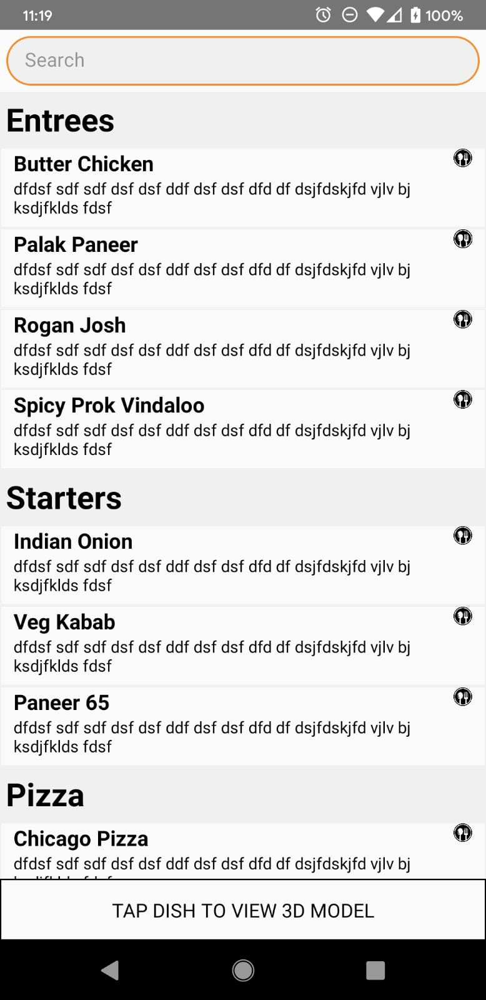 11:19
100%
Search
Entrees
Butter Chicken
dfdsf sdf sdf dsf dsf ddf dsf dsf dfd df dsjfdskjfd vjlv bj
ksdjfklds fdsf
Palak Paneer
dfdsf sdf sdf dsf dsf ddf dsf dsf dfd df dsjfdskjfd vjlv bj
ksdjfklds fdsf
Rogan Josh
dfdsf sdf sdf dsf dsf ddf dsf dsf dfd df dsjfdskjfd vjlv bj
ksdjfklds fdsf
Spicy Prok Vindaloo
dfdsf sdf sdf dsf dsf ddf dsf dsf dfd df dsjfdskjfd vjlv bj
ksdjfklds fdsf
Starters
Indian Onion
dfdsf sdf sdf dsf dsf ddf dsf dsf dfd df dsjfdskjfd vjlv bj
ksdjfklds fdsf
Veg Kabab
dfdsf sdf sdf dsf dsf ddf dsf dsf dfd df dsjfdskjfd vjlv bj
ksdjfklds fdsf
Paneer 65
dfdsf sdf sdf dsf dsf ddf dsf dsf dfd df dsjfdskjfd vjlv bj
ksdjfklds fdsf
Pizza
Chicago Pizza
dfdsf sdf sdf dsf dsf ddf dsf dsf dfd df dsjfdskjfd vjlv bj
TAP DISH TO VIEW 3D MODEL